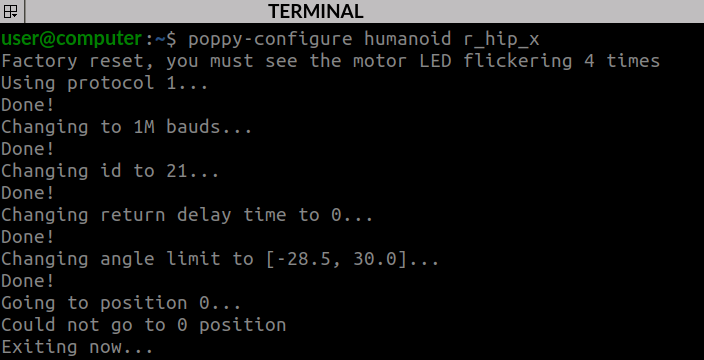 TERMINAL
user@computer:~$ poppy-configure humanoid r_hip_x
Factory reset, you must see the motor LED flickering 4 times
Using protocol 1...
Done!
Changing to 1M bauds...
Done!
Changing id to 21...
Done!
Changing return delay time to 0...
Done!
Changing angle limit to [-28.5, 30.0]...
Done!
Going to position 0...
Could not go to 0 position
Exiting now...